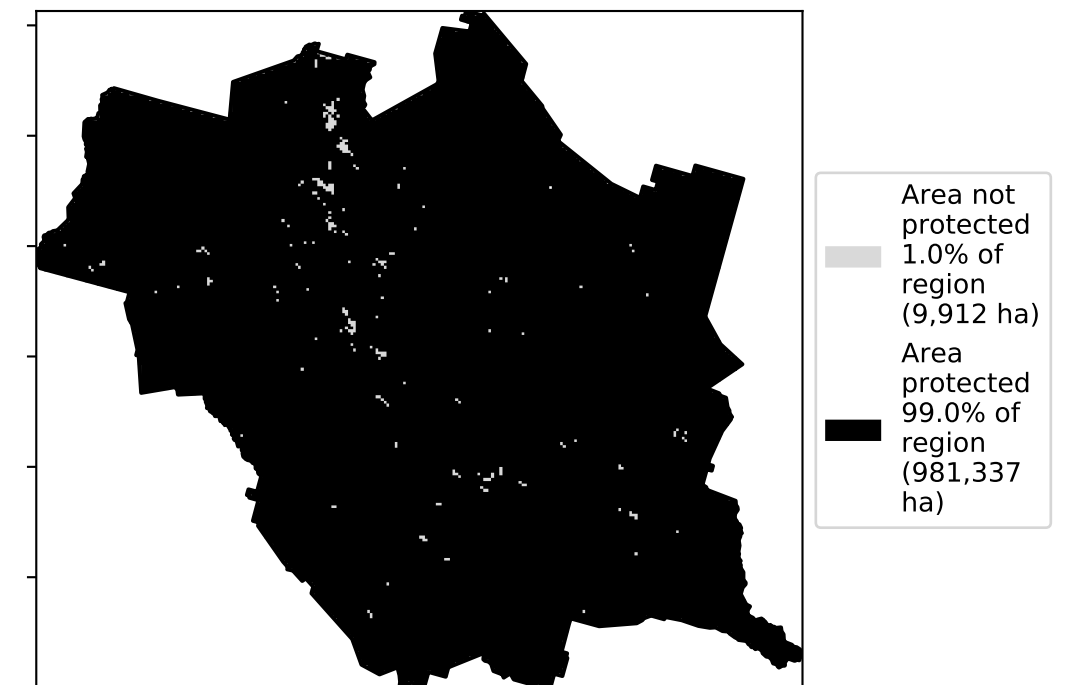 Area not
protected
1.0% of
region
(9,912 ha)
Area
protected
99.0% of
region
(981,337
ha)